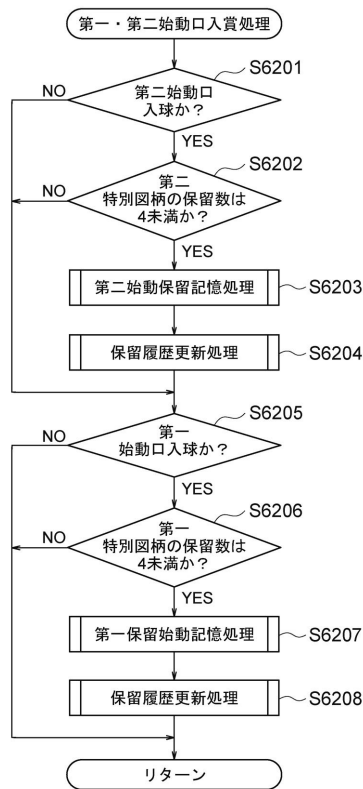 第一・第二始動口入賞処理
S6201
第二始動口
入球か？
NO
YES
S6202
第二
特別図柄の保留数は
4未満か？
NO
YES
第二始動保留記憶処理
S6203
保留履歴更新処理
S6204
S6205
第一
始動口入球か？
NO
YES
S6206
第一
特別図柄の保留数は
4未満か？
NO
YES
第一保留始動記憶処理
S6207
保留履歴更新処理
S6208
リターン